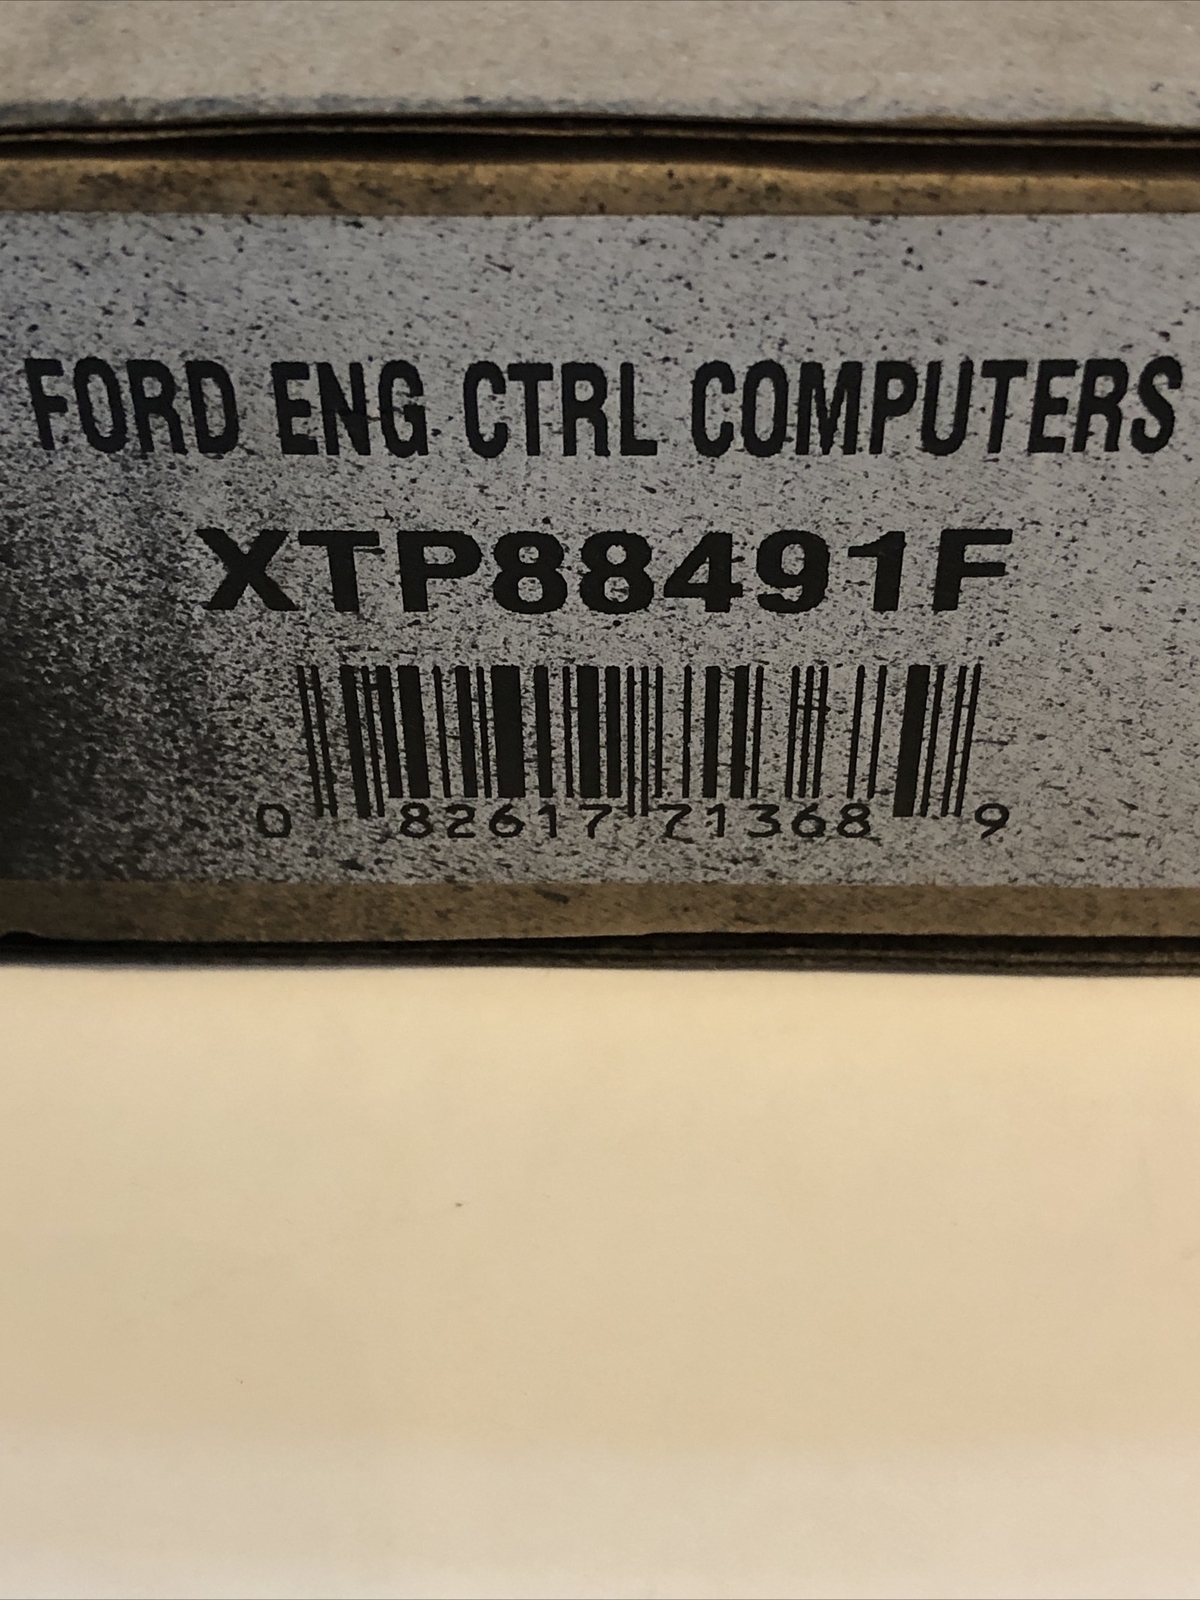 FORD ENG CTRL COMPUTERS
XTP88491F
0 82617 71368 9